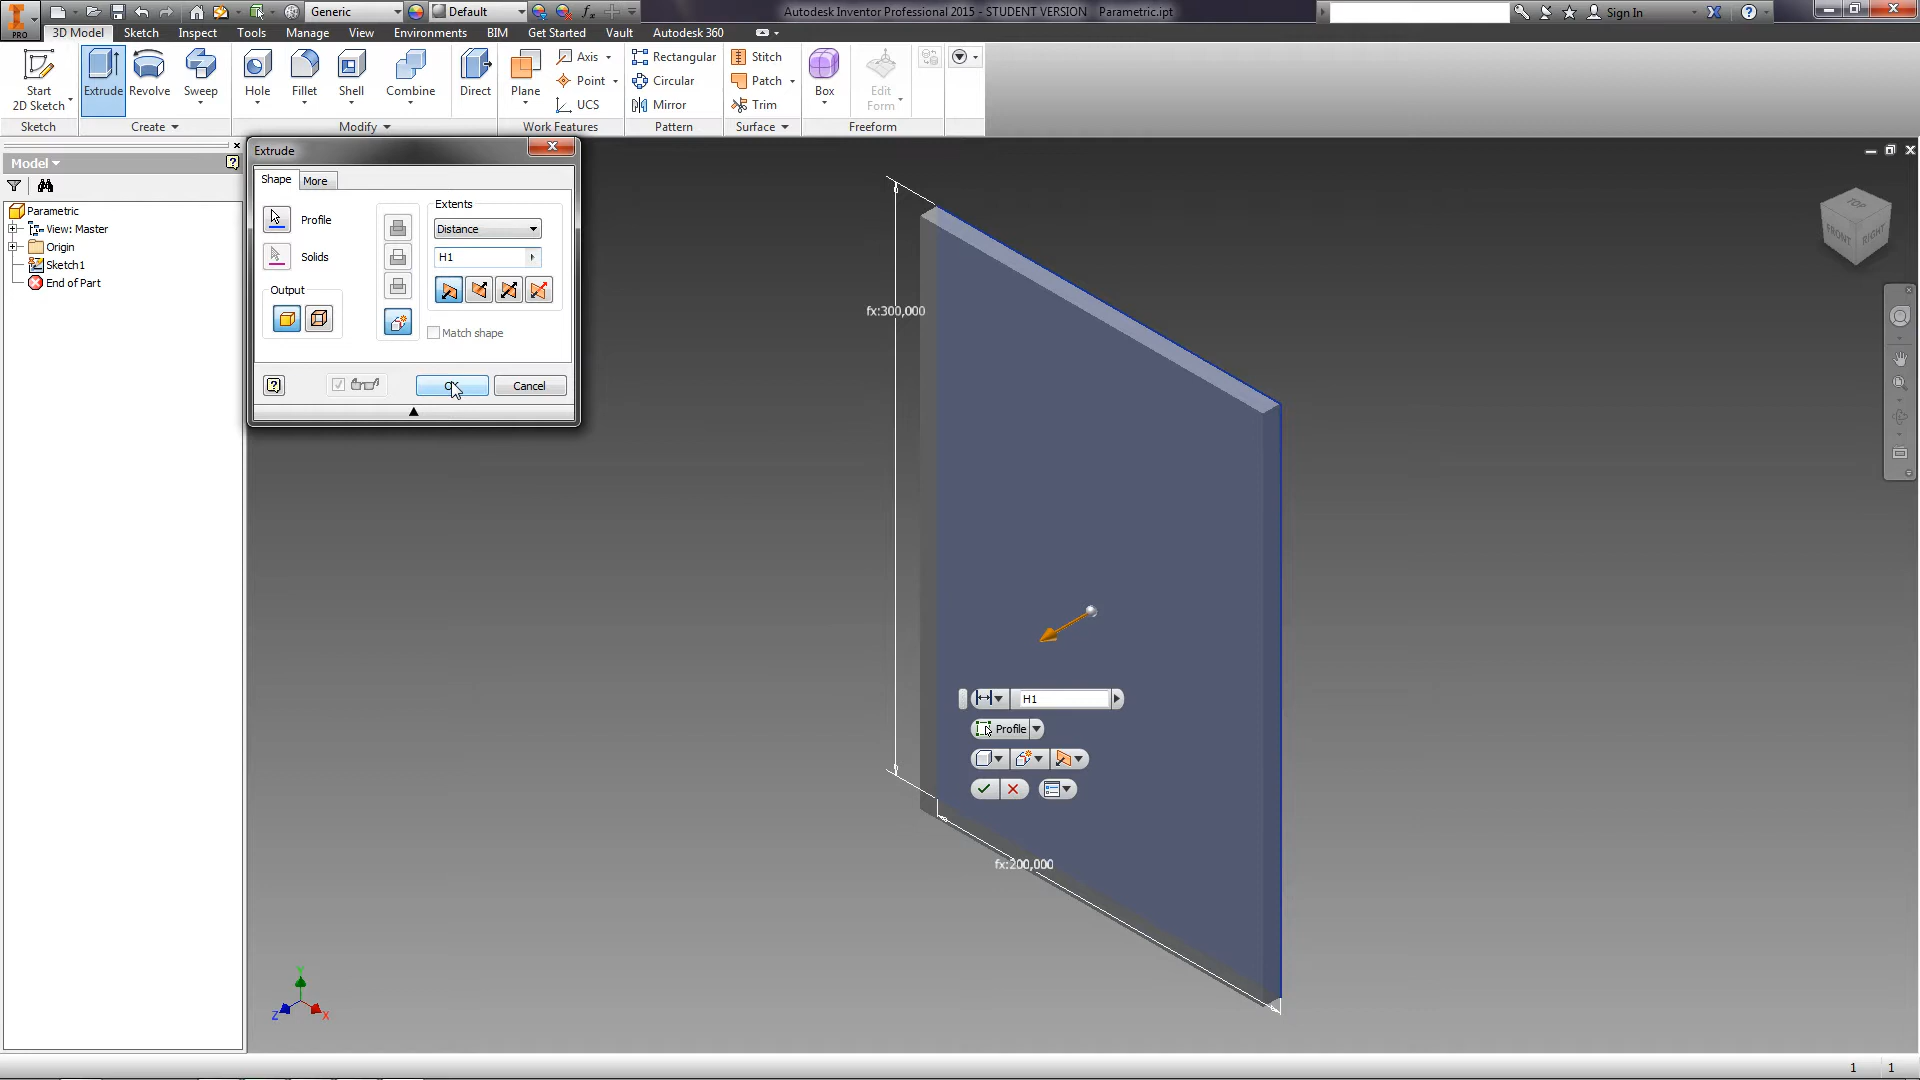 Generic
Default
Autodesk Inventor Professional 2015 - STUDENT VERSION    Parametric.ipt
Sign In
PRO
3D Model
Sketch
Inspect
Tools
Manage
View
Environments
BIM
Get Started
Vault
Autodesk 360
Start
2D Sketch
Extrude
Revolve
Sweep
Hole
Fillet
Shell
Combine
Direct
Plane
Axis
Point
UCS
Rectangular
Circular
Mirror
Stitch
Patch
Trim
Box
Edit
Form
Sketch
Create
Modify
Work Features
Pattern
Surface
Freeform
Model
Parametric
View: Master
Origin
Sketch1
End of Part
Extrude
Shape
More
Profile
Solids
Output
Extents
Distance
H1
Match shape
Cancel
TOP
FRONT
RIGHT
fx:300,000
H1
Profile
fx:200,000
Y
Z
X
1
1